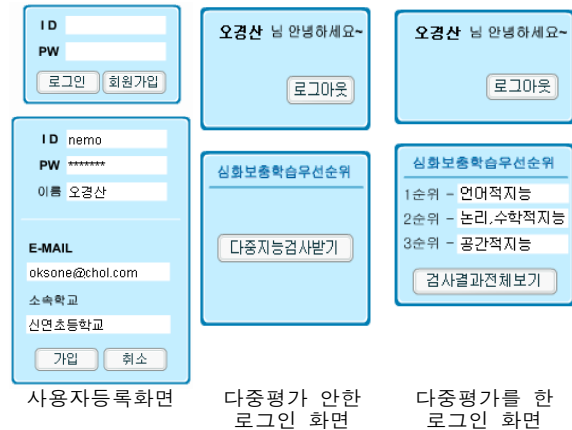 ID
PW
로그인 회원가입
ID nemo
PW *******
이름 오경산
E-MAIL
oksone@chol.com
소속학교
신연초등학교
가입 취소
사용자등록화면
오경산 님 안녕하세요~
로그아웃
심화보충학습우선순위
다중지능검사받기
다중평가 안한
로그인 화면
오경산 님 안녕하세요~
로그아웃
심화보충학습우선순위
1순위 - 언어적지능
2순위 - 논리,수학적지능
3순위 - 공간적지능
검사결과전체보기
다중평가를 한
로그인 화면